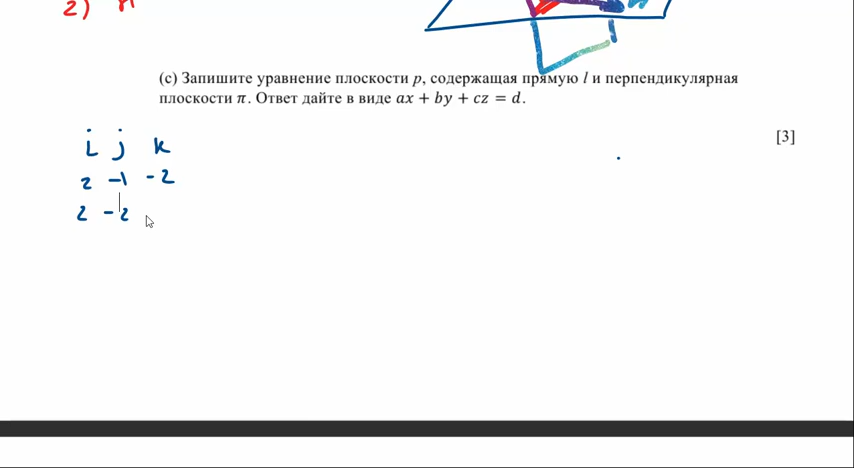 2)
(c) Запишите уравнение плоскости p, содержащая прямую l и перпендикулярная
плоскости π. Ответ дайте в виде ax + by + cz = d.
[3]
i j k
2 -1 -2
2 -2